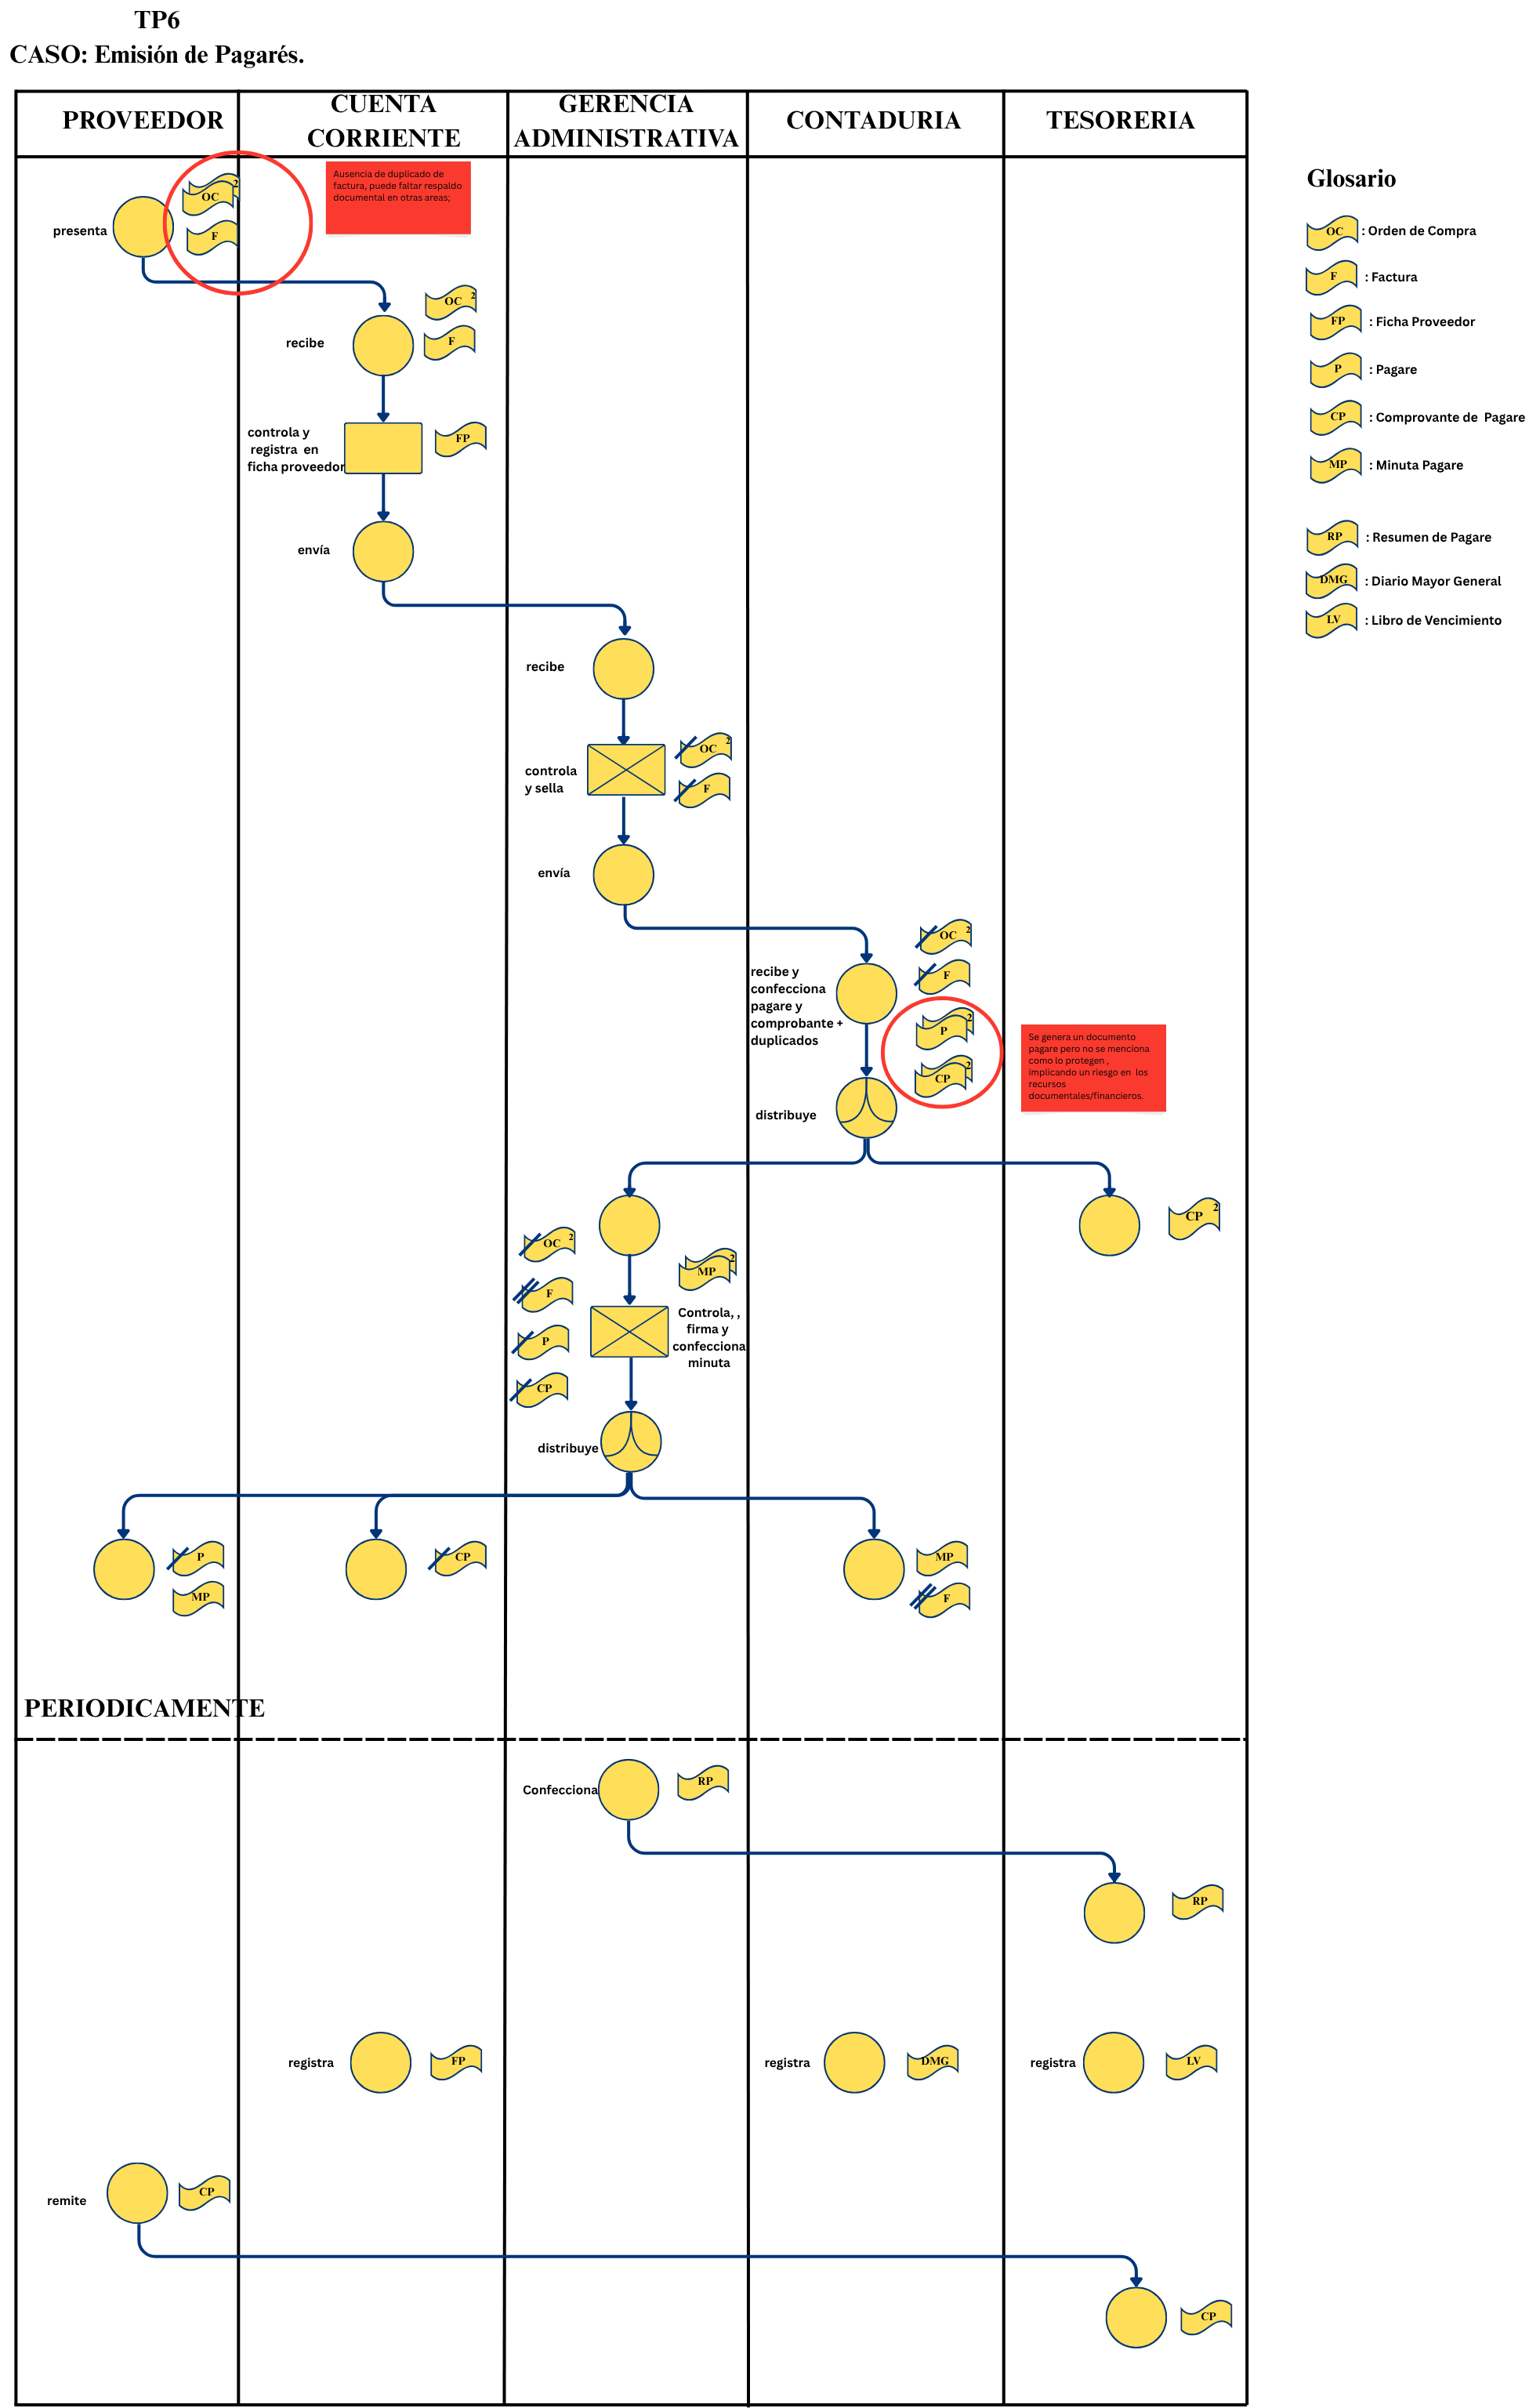 TP6
CASO: Emisión de Pagarés.
PROVEEDOR
CUENTA
CORRIENTE
GERENCIA
ADMINISTRATIVA
CONTADURIA
TESORERIA
Glosario
OC
: Orden de Compra
F
: Factura
FP
: Ficha Proveedor
P
: Pagare
CP
: Comprovante de Pagare
MP
: Minuta Pagare
RP
: Resumen de Pagare
DMG
: Diario Mayor General
LV
: Libro de Vencimiento
presenta
OC 2
F
Ausencia de duplicado de
factura, puede faltar respaldo
documental en otras areas;
recibe
OC 2
F
controla y
registra en
ficha proveedor
FP
envía
recibe
controla
y sella
OC 2
F
envía
recibe y
confecciona
pagare y
comprobante +
duplicados
OC 2
F
P 2
CP 2
Se genera un documento
pagare pero no se menciona
como lo protegen ,
implicando un riesgo en los
recursos
documentales/financieros.
distribuye
CP 2
OC 2
F
P
CP
MP 2
Controla, ,
firma y
confecciona
minuta
distribuye
P
MP
CP
MP
F
PERIODICAMENTE
Confecciona
RP
RP
registra
FP
registra
DMG
registra
LV
remite
CP
CP